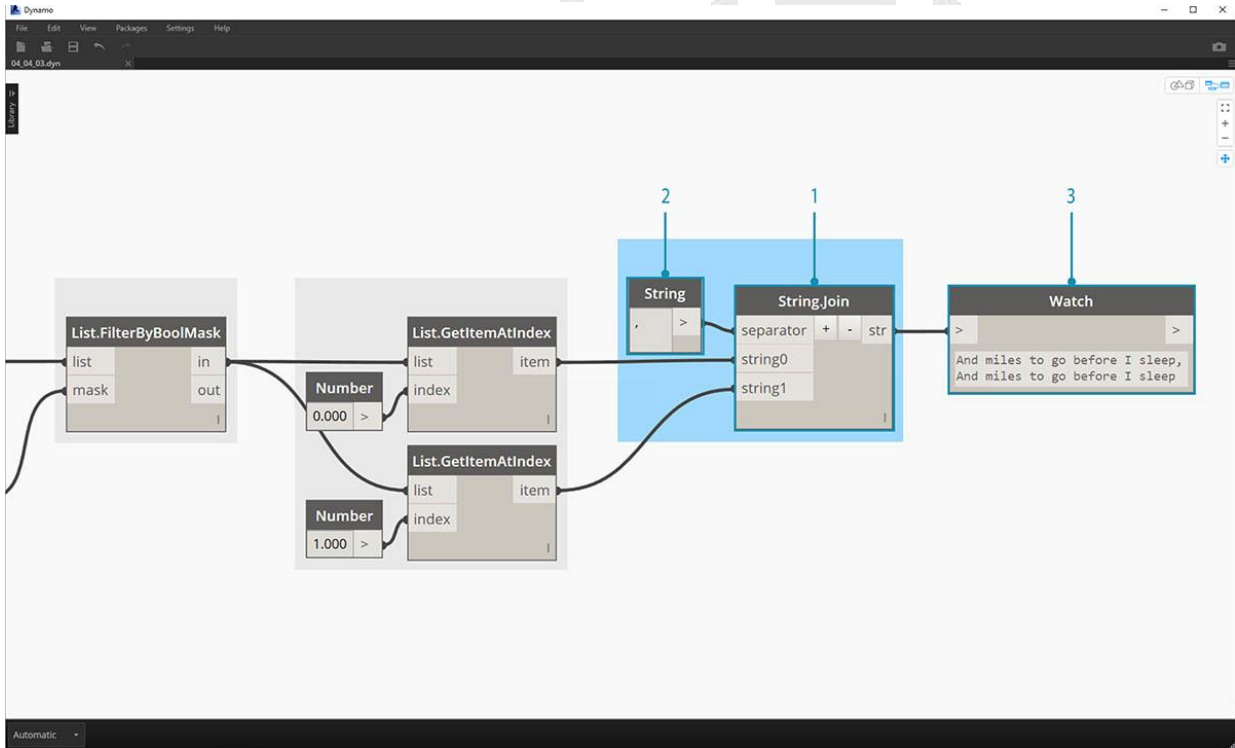 Dynamo
File Edit View Packages Settings Help
04_04_03.dyn
Library
2
1
3
String
,
>
String.Join
separator + - str
string0
string1
Watch
> >
And miles to go before I sleep,
And miles to go before I sleep
List.FilterByBoolMask
list in
mask out
List.GetItemAtIndex
list item
index
Number
0.000 >
List.GetItemAtIndex
list item
index
Number
1.000 >
Automatic